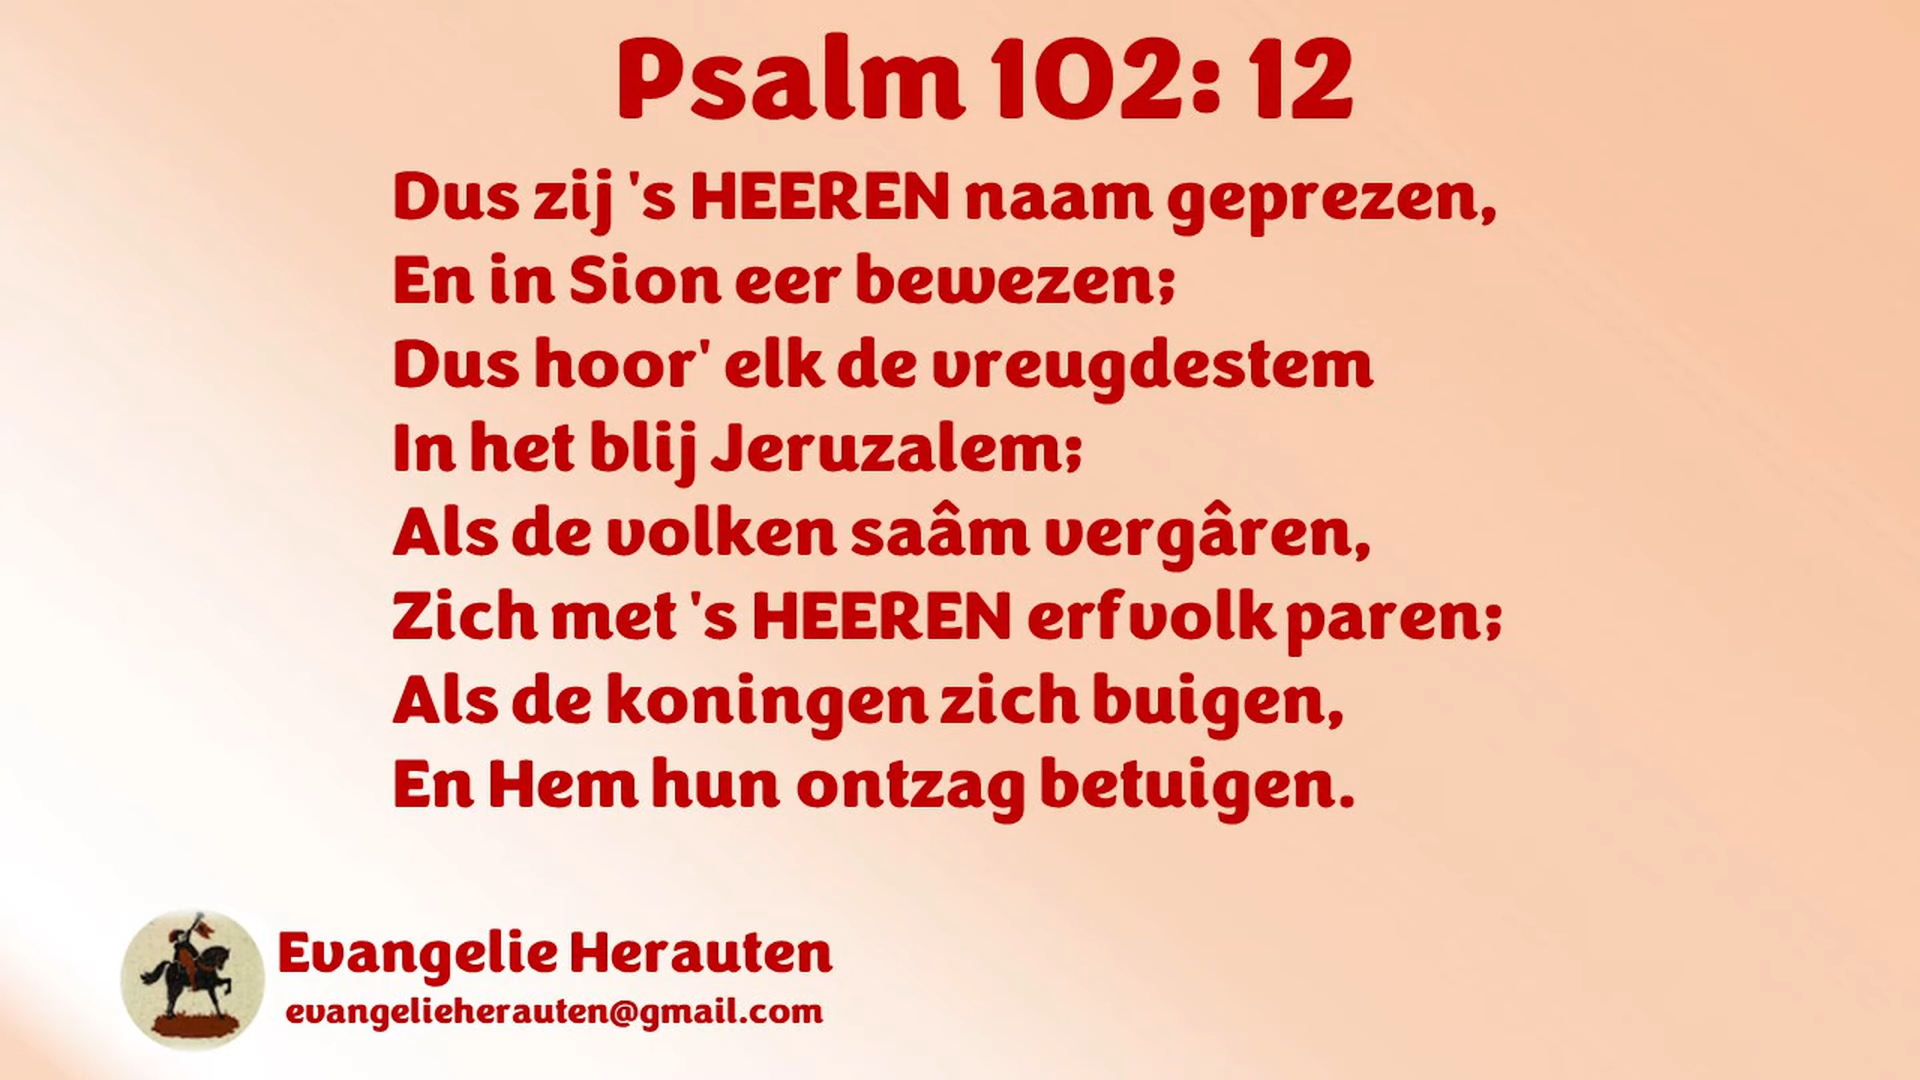 Psalm 102: 12
Dus zij 's HEEREN naam geprezen,
En in Sion eer bewezen;
Dus hoor' elk de vreugdestem
In het blij Jeruzalem;
Als de volken saâm vergâren,
Zich met 's HEEREN erfvolk paren;
Als de koningen zich buigen,
En Hem hun ontzag betuigen.
Evangelie Herauten
evangelieherauten@gmail.com